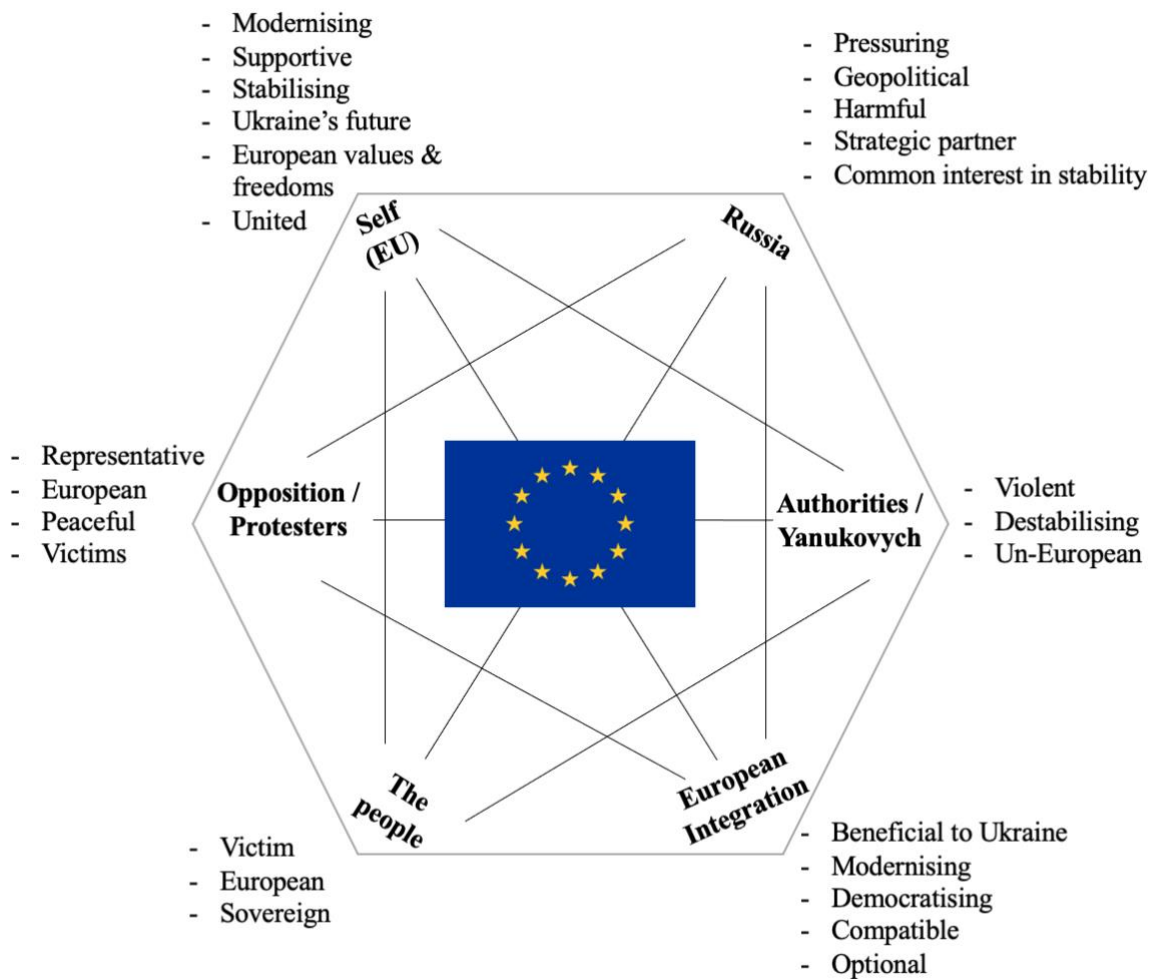 - Modernising
- Supportive
- Stabilising
- Ukraine’s future
- European values &
freedoms
- United
- Pressuring
- Geopolitical
- Harmful
- Strategic partner
- Common interest in stability
Self
(EU)
Russia
- Representative
- European
- Peaceful
- Victims
Opposition /
Protesters
Authorities /
Yanukovych
- Violent
- Destabilising
- Un-European
The
people
European
Integration
- Victim
- European
- Sovereign
- Beneficial to Ukraine
- Modernising
- Democratising
- Compatible
- Optional